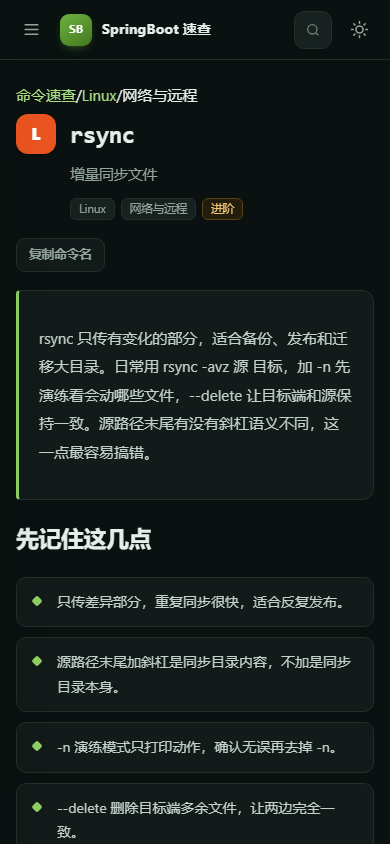 SB SpringBoot 速查
命令速查/Linux/网络与远程
L rsync
增量同步文件
Linux 网络与远程 进阶
复制命令名
rsync 只传有变化的部分，适合备份、发布和迁
移大目录。日常用 rsync -avz 源 目标，加 -n 先
演练看会动哪些文件，--delete 让目标端和源保
持一致。源路径末尾有没有斜杠语义不同，这
一点最容易搞错。
先记住这几点
只传差异部分，重复同步很快，适合反复发布。
源路径末尾加斜杠是同步目录内容，不加是同步
目录本身。
-n 演练模式只打印动作，确认无误再去掉 -n。
--delete 删除目标端多余文件，让两边完全一
致。